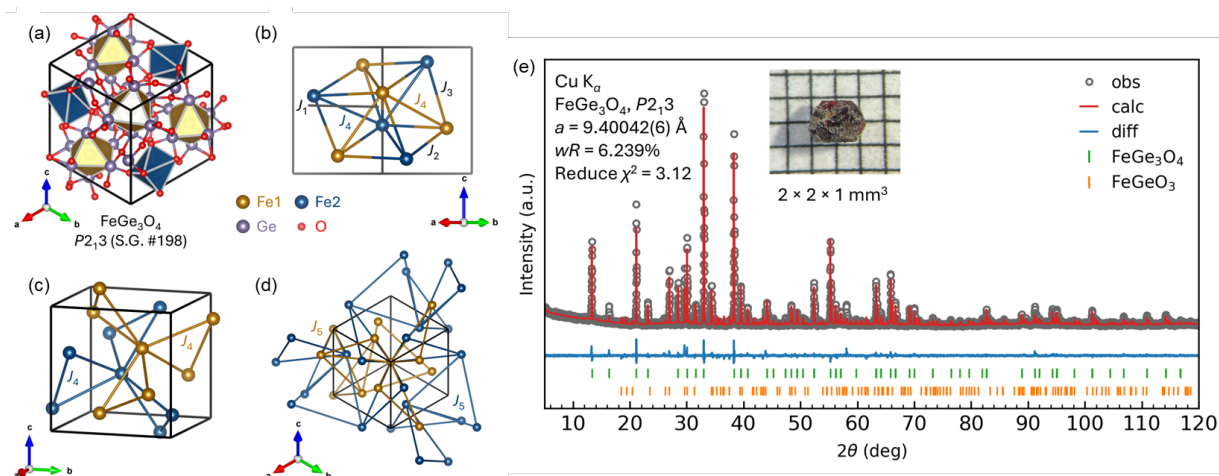 (a)
c
a
b
FeGe₃O₄
P2₁3 (S.G. #198)
(b)
J₁
J₄
J₄
J₃
J₂
Fe1
Fe2
Ge
O
c
a
b
(c)
J₄
J₄
c
a
b
(d)
J₅
J₅
c
a
b
(e)
Cu Kα
FeGe₃O₄, P2₁3
a = 9.40042(6) Å
wR = 6.239%
Reduce χ² = 3.12
2 × 2 × 1 mm³
obs
calc
diff
FeGe₃O₄
FeGeO₃
Intensity (a.u.)
10 20 30 40 50 60 70 80 90 100 110 120
2θ (deg)